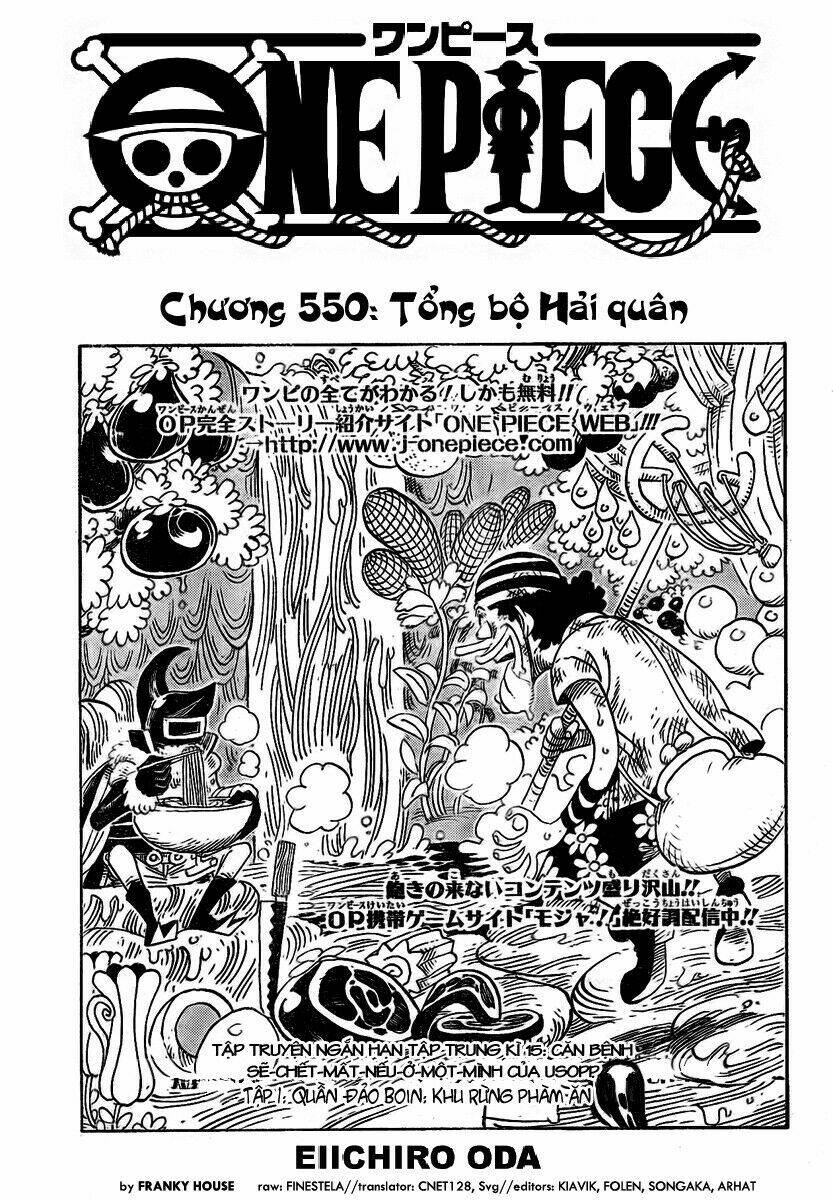 ワンピース
ONE PIECE
Chương 550: Tổng bộ Hải quân
ワンピの全てがわかる!しかも無料!!
OP完全ストーリー紹介サイト「ONE PIECE WEB」!!!
→http://www.j-onepiece.com
飽きの来ないコンテンツ盛り沢山!!
OP携帯ゲームサイト「モジャ!」絶好調配信中!!
TẬP TRUYỆN NGẮN HẠN TẬP TRUNG KÌ 15: CĂN BỆNH
SẼ-CHẾT-MẤT-NẾU-Ở-MỘT-MÌNH CỦA USOPP
TẬP 1: QUẦN ĐẢO BOIN; KHU RỪNG PHÀM ĂN
EIICHIRO ODA
by FRANKY HOUSE raw: FINESTELA//translator: CNET128, Svg//editors: KIAVIK, FOLEN, SONGAKA, ARHAT